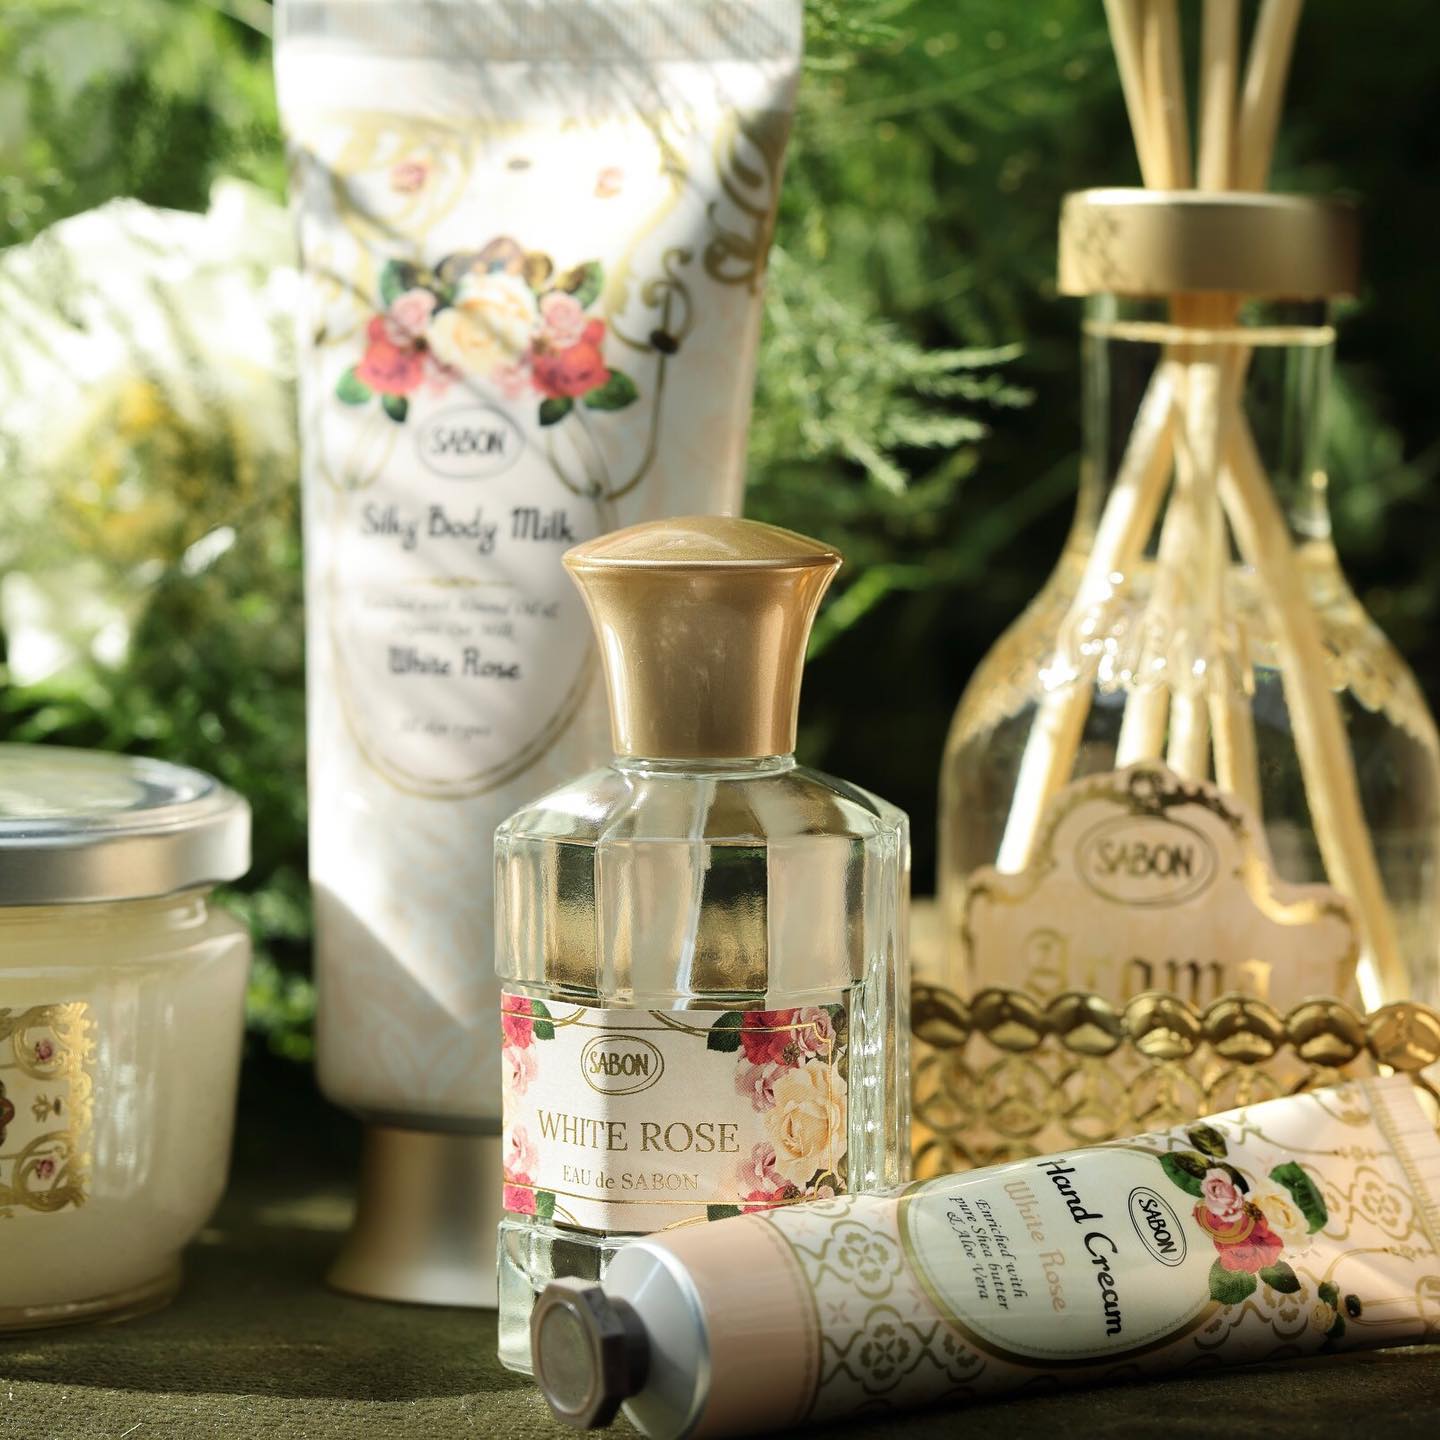 SABON
Silky Body Milk
White Rose
SABON
WHITE ROSE
EAU de SABON
SABON
Aroma
Hand Cream
White Rose
Enriched with
pure Shea butter
& Aloe Vera
SABON